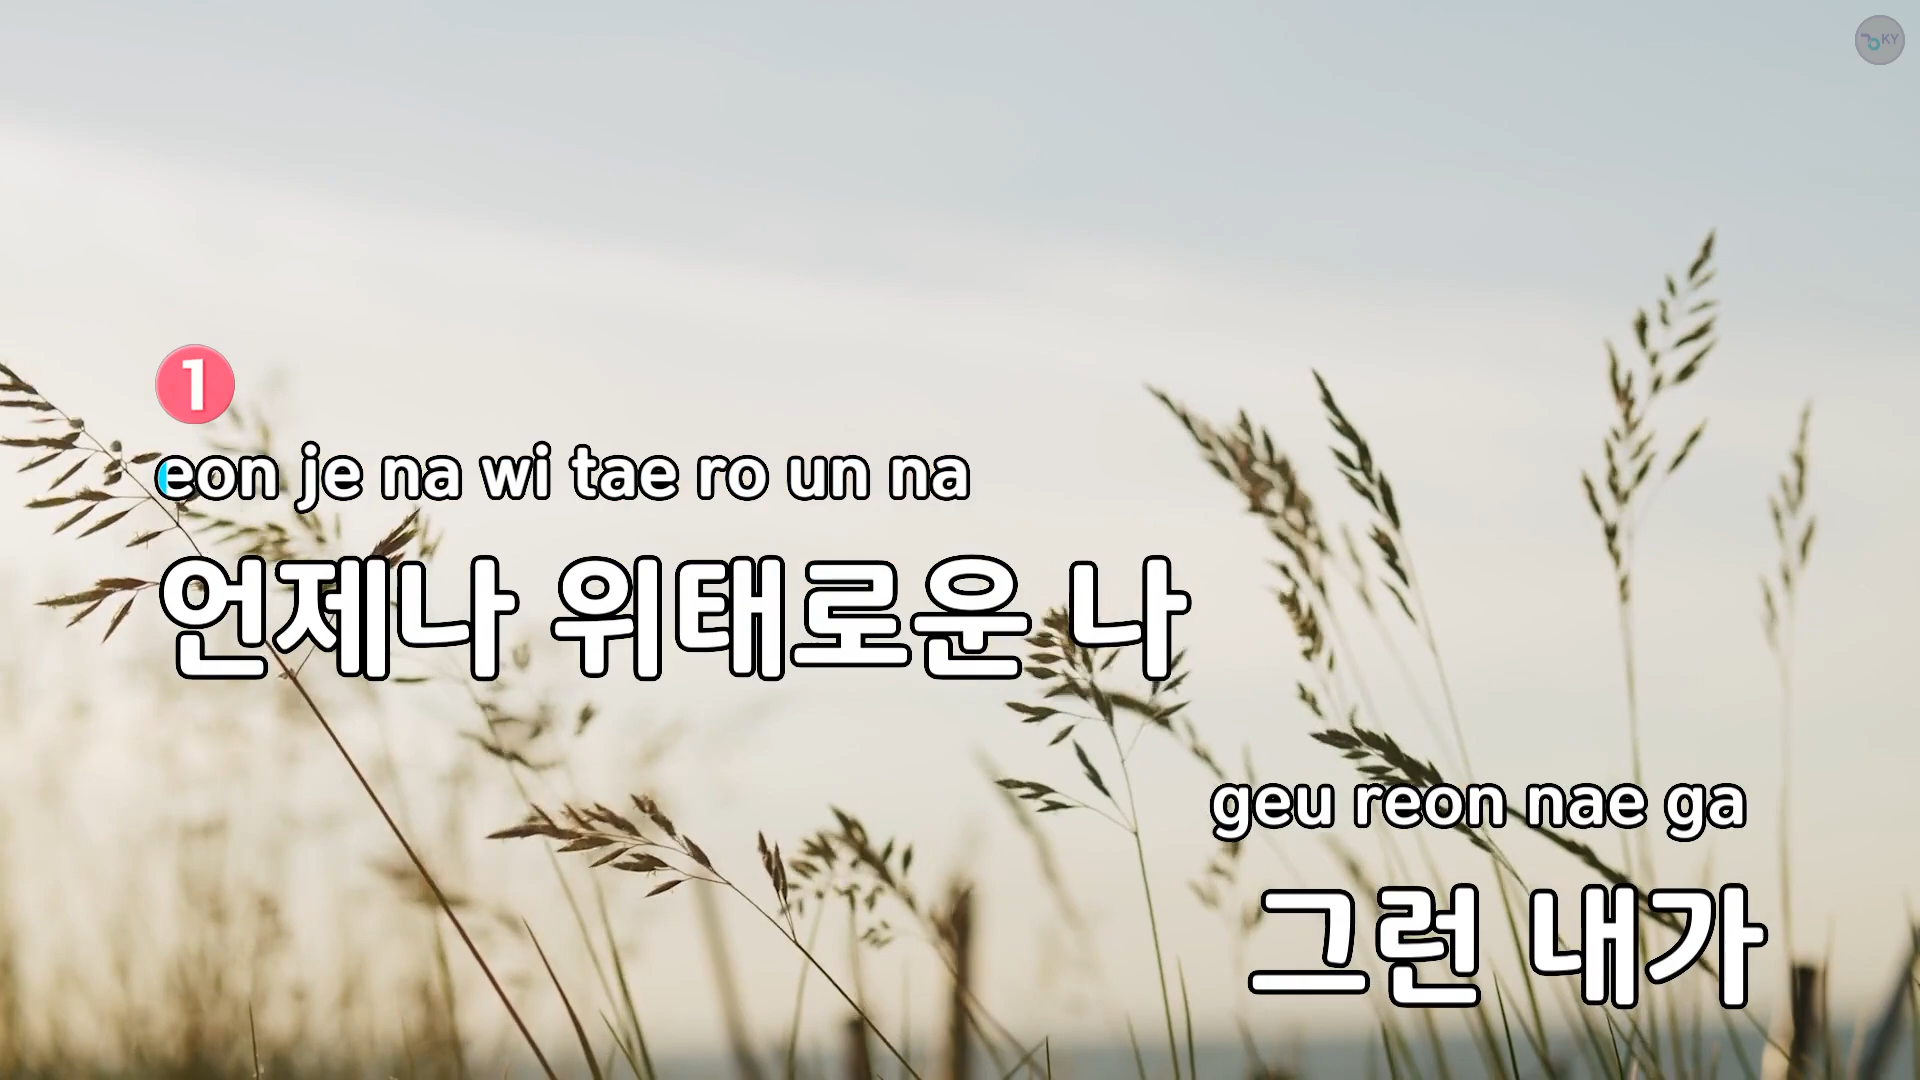 KY
1
eon je na wi tae ro un na
언제나 위태로운 나
geu reon nae ga
그런 내가